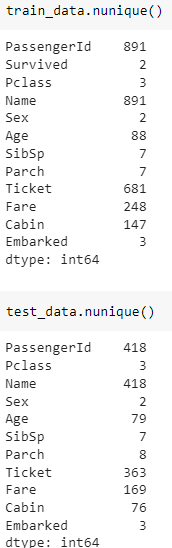 train_data.nunique()
PassengerId    891
Survived         2
Pclass           3
Name           891
Sex              2
Age             88
SibSp            7
Parch            7
Ticket         681
Fare           248
Cabin          147
Embarked         3
dtype: int64
test_data.nunique()
PassengerId    418
Pclass           3
Name           418
Sex              2
Age             79
SibSp            7
Parch            8
Ticket         363
Fare           169
Cabin           76
Embarked         3
dtype: int64